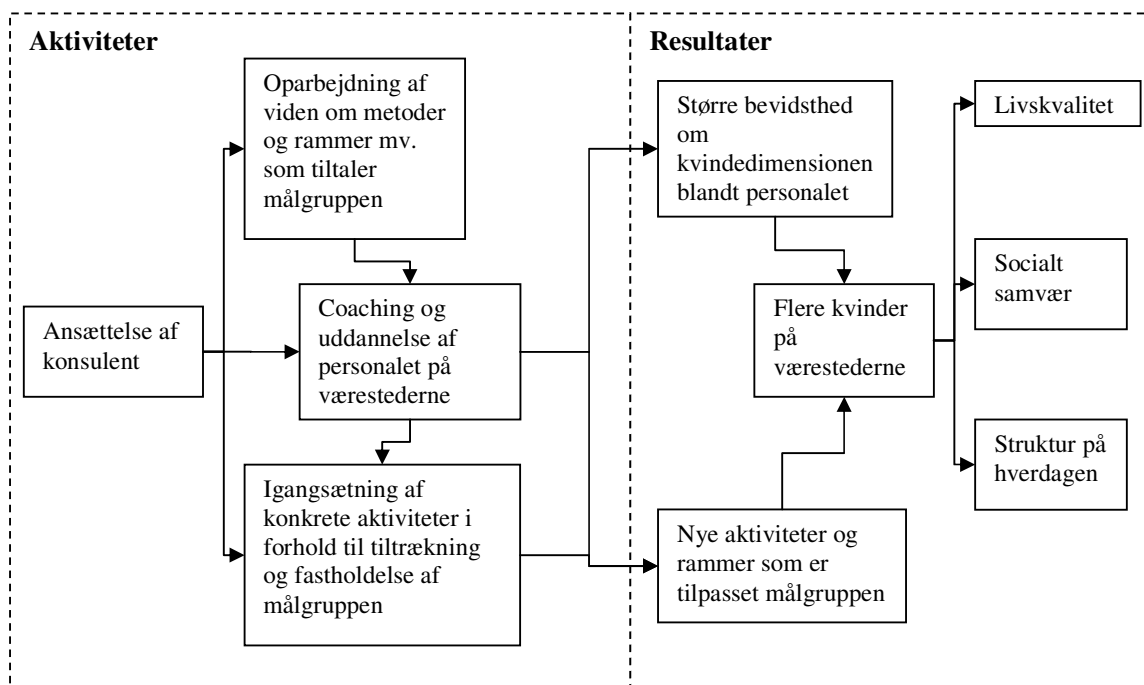 Aktiviteter
Oparbejdning af
viden om metoder
og rammer mv.
som tiltaler
målgruppen
Ansættelse af
konsulent
Coaching og
uddannelse af
personalet på
værestederne
Igangsætning af
konkrete aktiviteter i
forhold til tiltrækning
og fastholdelse af
målgruppen
Resultater
Større bevidsthed
om
kvindedimensionen
blandt personalet
Flere kvinder
på
værestederne
Nye aktiviteter og
rammer som er
tilpasset målgruppen
Livskvalitet
Socialt
samvær
Struktur på
hverdagen